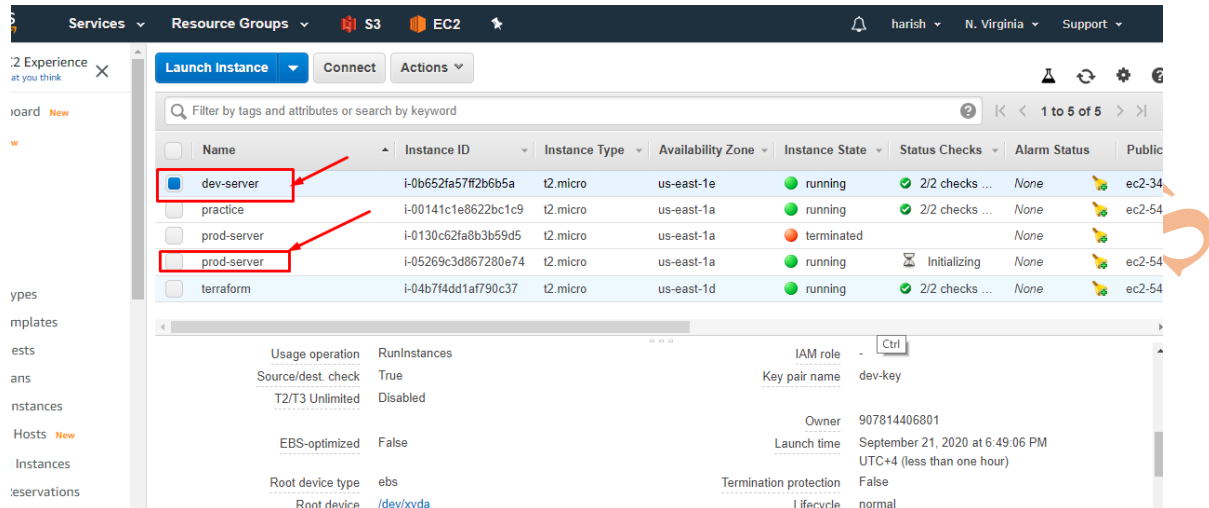 Services Resource Groups S3 EC2 harish N. Virginia Support
:2 Experience
at you think
Launch Instance Connect Actions
oard New
w
Filter by tags and attributes or search by keyword 1 to 5 of 5
Name Instance ID Instance Type Availability Zone Instance State Status Checks Alarm Status Public
dev-server i-0b652fa57ff2b6b5a t2.micro us-east-1e running 2/2 checks ... None ec2-34
practice i-00141c1e8622bc1c9 t2.micro us-east-1a running 2/2 checks ... None ec2-54
prod-server i-0130c62fa8b3b59d5 t2.micro us-east-1a terminated None
prod-server i-05269c3d867280e74 t2.micro us-east-1a running Initializing None ec2-54
terraform i-04b7f4dd1af790c37 t2.micro us-east-1d running 2/2 checks ... None ec2-54
ypes
mplates
ests
ans
nstances
Hosts New
Instances
eservations
Ctrl
Usage operation RunInstances IAM role -
Source/dest. check True Key pair name dev-key
T2/T3 Unlimited Disabled
Owner 907814406801
EBS-optimized False Launch time September 21, 2020 at 6:49:06 PM
UTC+4 (less than one hour)
Root device type ebs Termination protection False
Root device /dev/xvda Lifecycle normal